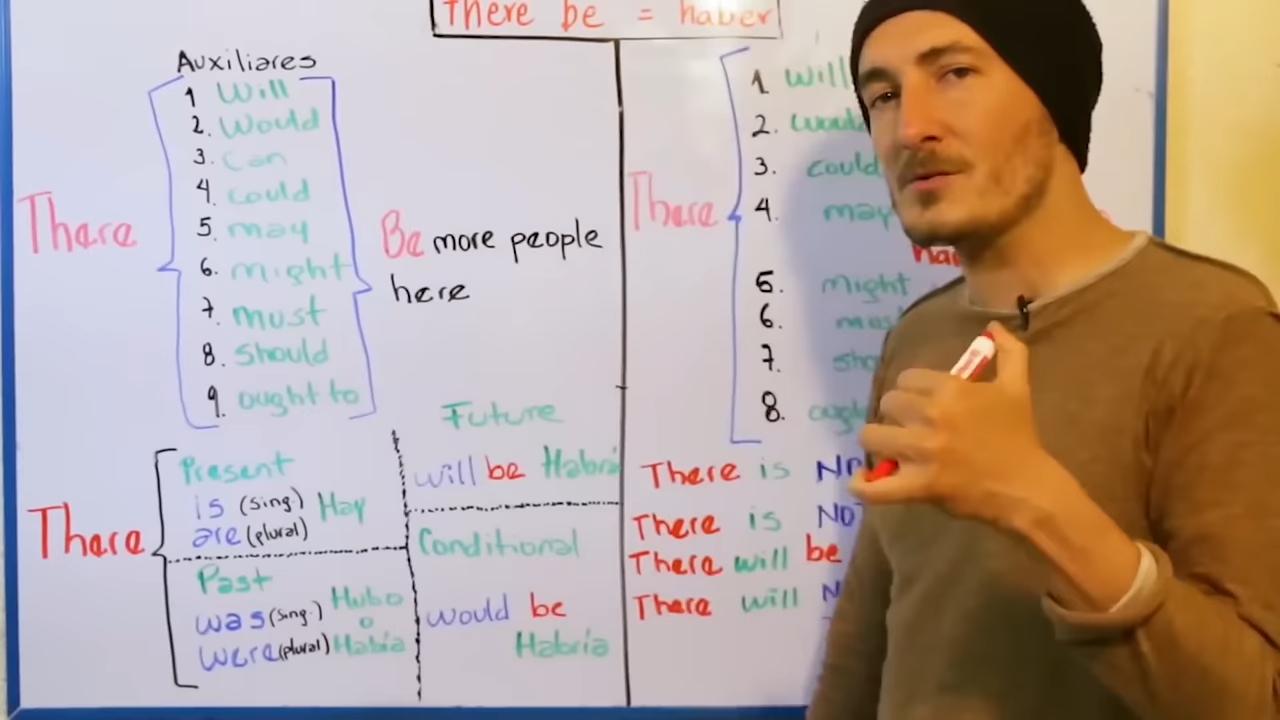 There be = haber
Auxiliares
There
1 Will
2. Would
3. Can
4 could
5. may
6. might
7 must
8. should
9. ought to
Be more people
here
There
Present
is (sing.) Hay
are (plural)
Past
was (sing.) Hubo
o
were (plural) Habia
Future
will be
Conditional
would be
Habria
There
1 Will
2. would
3. could
4. may
5. might
6.
7.
8.
There is
There is
There will be
There will